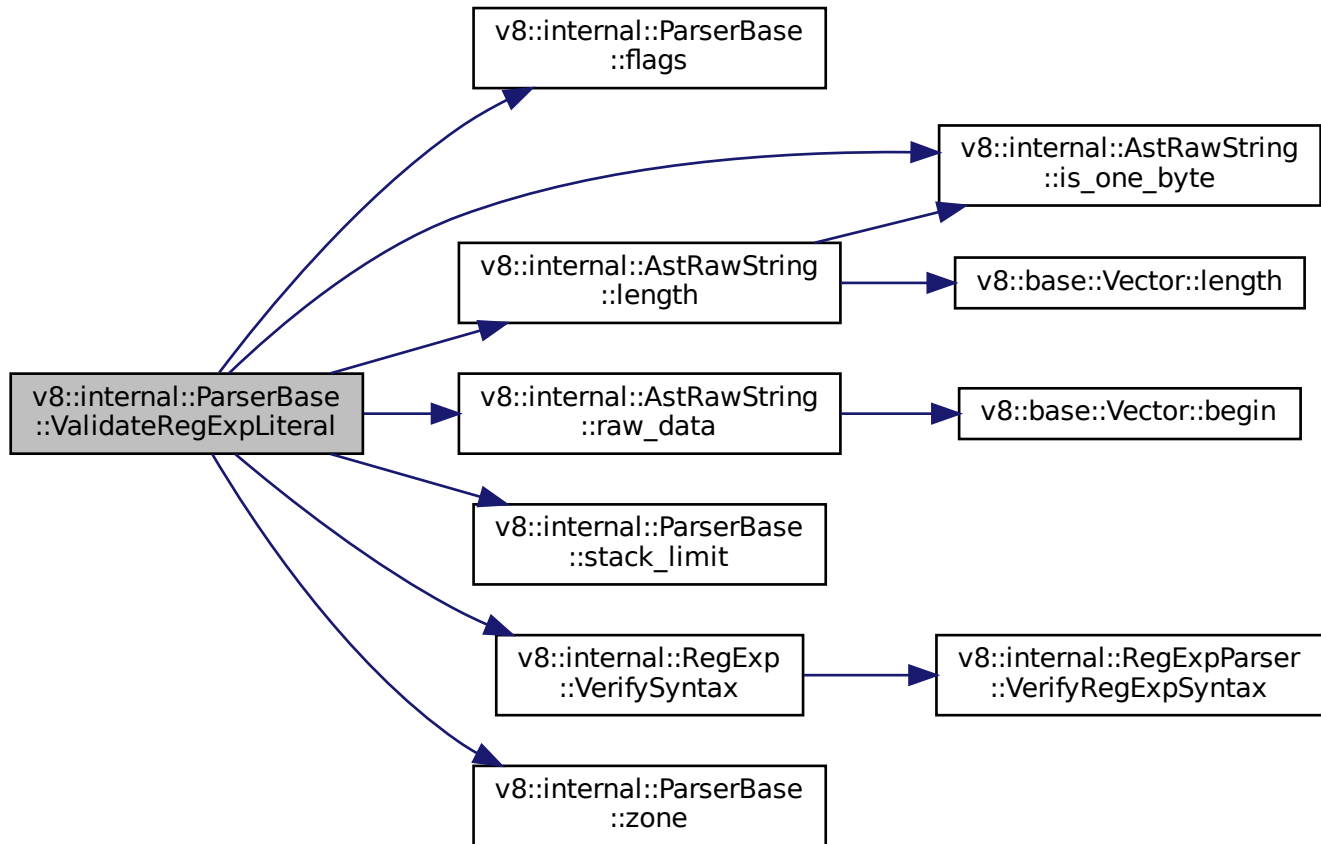 v8::internal::ParserBase
::flags
v8::internal::AstRawString
::is_one_byte
v8::internal::AstRawString
::length
v8::base::Vector::length
v8::internal::ParserBase
::ValidateRegExpLiteral
v8::internal::AstRawString
::raw_data
v8::base::Vector::begin
v8::internal::ParserBase
::stack_limit
v8::internal::RegExp
::VerifySyntax
v8::internal::RegExpParser
::VerifyRegExpSyntax
v8::internal::ParserBase
::zone